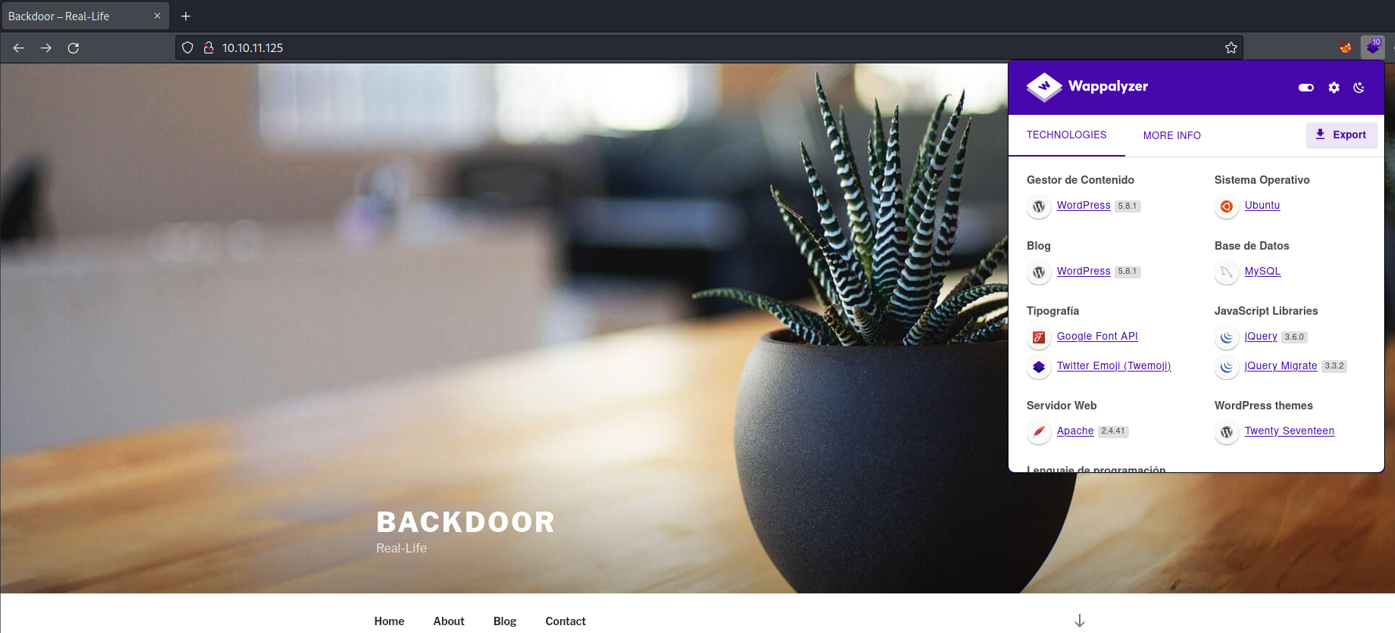 Backdoor – Real-Life
10.10.11.125
10
Wappalyzer
TECHNOLOGIES
MORE INFO
Export
Gestor de Contenido
WordPress 5.8.1
Sistema Operativo
Ubuntu
Blog
WordPress 5.8.1
Base de Datos
MySQL
Tipografía
Google Font API
Twitter Emoji (Twemoji)
JavaScript Libraries
jQuery 3.6.0
jQuery Migrate 3.3.2
Servidor Web
Apache 2.4.41
WordPress themes
Twenty Seventeen
Lenguaje de programación
BACKDOOR
Real-Life
Home About Blog Contact